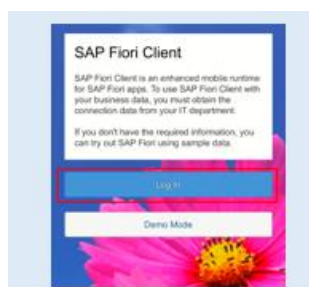 SAP Fiori Client
SAP Fiori Client is an enhanced mobile runtime
for SAP Fiori apps. To use SAP Fiori Client with
your business data, you must obtain the
connection data from your IT department.
If you don't have the required information, you
can try out SAP Fiori using sample data.
Log In
Demo Mode